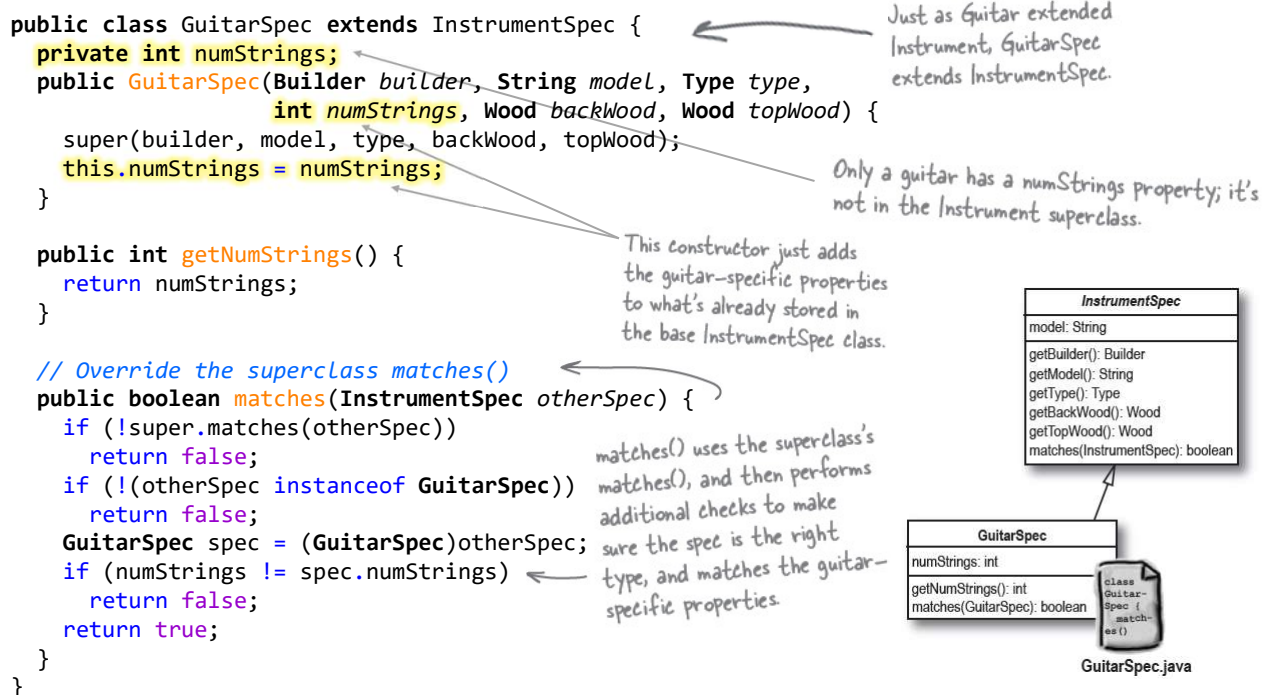 public class GuitarSpec extends InstrumentSpec {
private int numStrings;
public GuitarSpec(Builder builder, String model, Type type,
int numStrings, Wood backWood, Wood topWood) {
super(builder, model, type, backWood, topWood);
this.numStrings = numStrings;
}
public int getNumStrings() {
return numStrings;
}
// Override the superclass matches()
public boolean matches(InstrumentSpec otherSpec) {
if (!super.matches(otherSpec))
return false;
if (!(otherSpec instanceof GuitarSpec))
return false;
GuitarSpec spec = (GuitarSpec)otherSpec;
if (numStrings != spec.numStrings)
return false;
return true;
}
}
Just as Guitar extended
Instrument, GuitarSpec
extends InstrumentSpec.
Only a guitar has a numStrings property; it's
not in the Instrument superclass.
This constructor just adds
the guitar-specific properties
to what's already stored in
the base InstrumentSpec class.
matches() uses the superclass's
matches(), and then performs
additional checks to make
sure the spec is the right
type, and matches the guitar-
specific properties.
InstrumentSpec
model: String
getBuilder(): Builder
getModel(): String
getType(): Type
getBackWood(): Wood
getTopWood(): Wood
matches(InstrumentSpec): boolean
GuitarSpec
numStrings: int
getNumStrings(): int
matches(GuitarSpec): boolean
class
Guitar-
Spec {
match-
es()
GuitarSpec.java